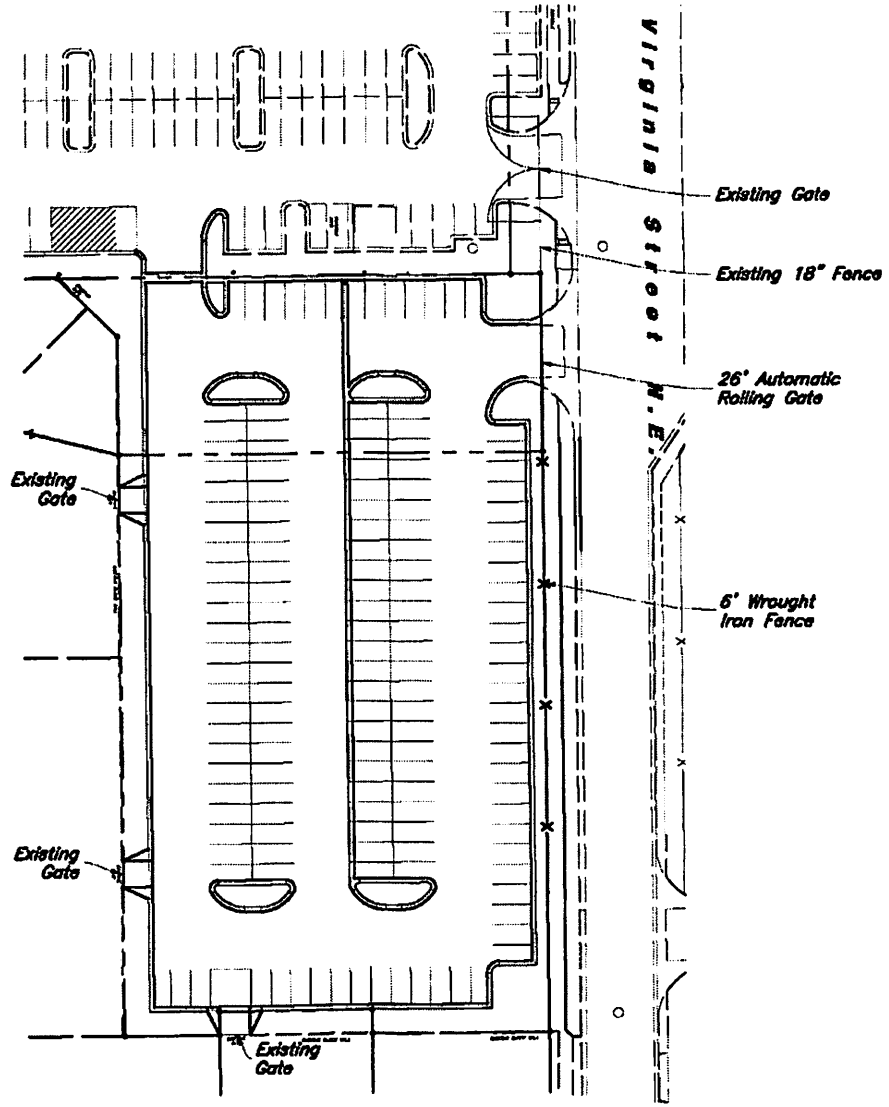 Virginia Street N.E.
Existing Gate
Existing 18" Fence
26' Automatic
Rolling Gate
Existing
Gate
6' Wrought
Iron Fence
Existing
Gate
Existing
Gate